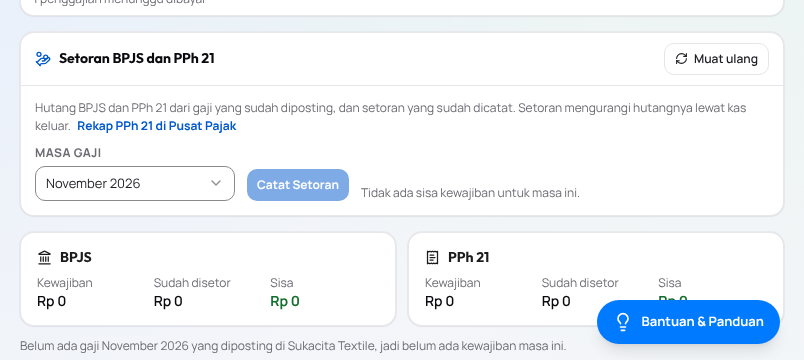 Setoran BPJS dan PPh 21
Muat ulang
Hutang BPJS dan PPh 21 dari gaji yang sudah diposting, dan setoran yang sudah dicatat. Setoran mengurangi hutangnya lewat kas
keluar. Rekap PPh 21 di Pusat Pajak
MASA GAJI
November 2026
Catat Setoran
Tidak ada sisa kewajiban untuk masa ini.
BPJS
Kewajiban Sudah disetor Sisa
Rp 0 Rp 0 Rp 0
PPh 21
Kewajiban Sudah disetor Sisa
Rp 0 Rp 0
Bantuan & Panduan
Belum ada gaji November 2026 yang diposting di Sukacita Textile, jadi belum ada kewajiban masa ini.